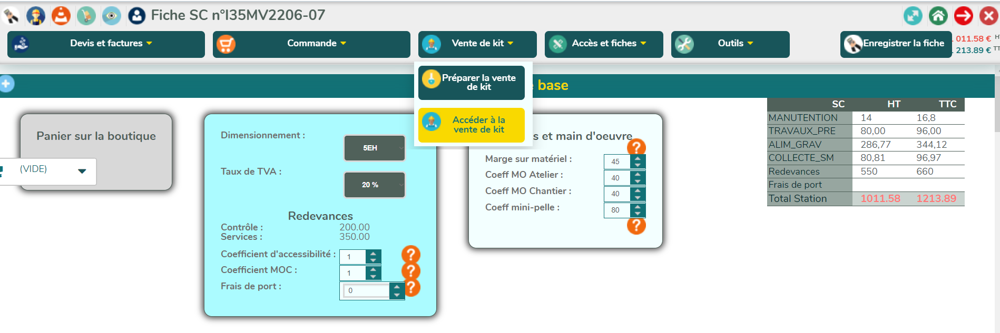 Fiche SC n°I35MV2206-07
Devis et factures
Commande
Vente de kit
Accès et fiches
Outils
Enregistrer la fiche
011.58 € HT
213.89 € TT
Préparer la vente
de kit
Accéder à la
vente de kit
base
Panier sur la boutique
(VIDE)
Dimensionnement :
5EH
Taux de TVA :
20 %
Redevances
Contrôle : 200.00
Services : 350.00
Coefficient d'accessibilité : 1 ?
Coefficient MOC : 1 ?
Frais de port : 0 ?
s et main d'oeuvre
?
Marge sur matériel : 45
Coeff MO Atelier : 40
Coeff MO Chantier : 40
Coeff mini-pelle : 80
?
SC HT TTC
MANUTENTION 14 16,8
TRAVAUX_PRE 80,00 96,00
ALIM_GRAV 286,77 344,12
COLLECTE_SM 80,81 96,97
Redevances 550 660
Frais de port
Total Station 1011.58 1213.89